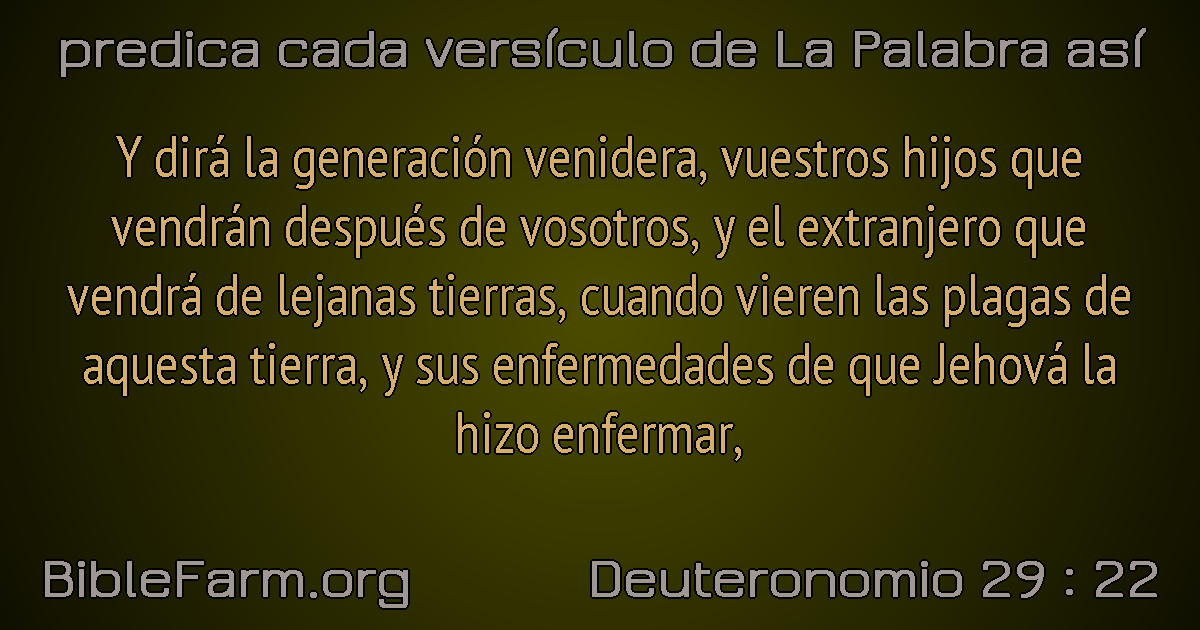 predica cada versículo de La Palabra así
Y dirá la generación venidera, vuestros hijos que
vendrán después de vosotros, y el extranjero que
vendrá de lejanas tierras, cuando vieren las plagas de
aquesta tierra, y sus enfermedades de que Jehová la
hizo enfermar,
BibleFarm.org
Deuteronomio 29 : 22